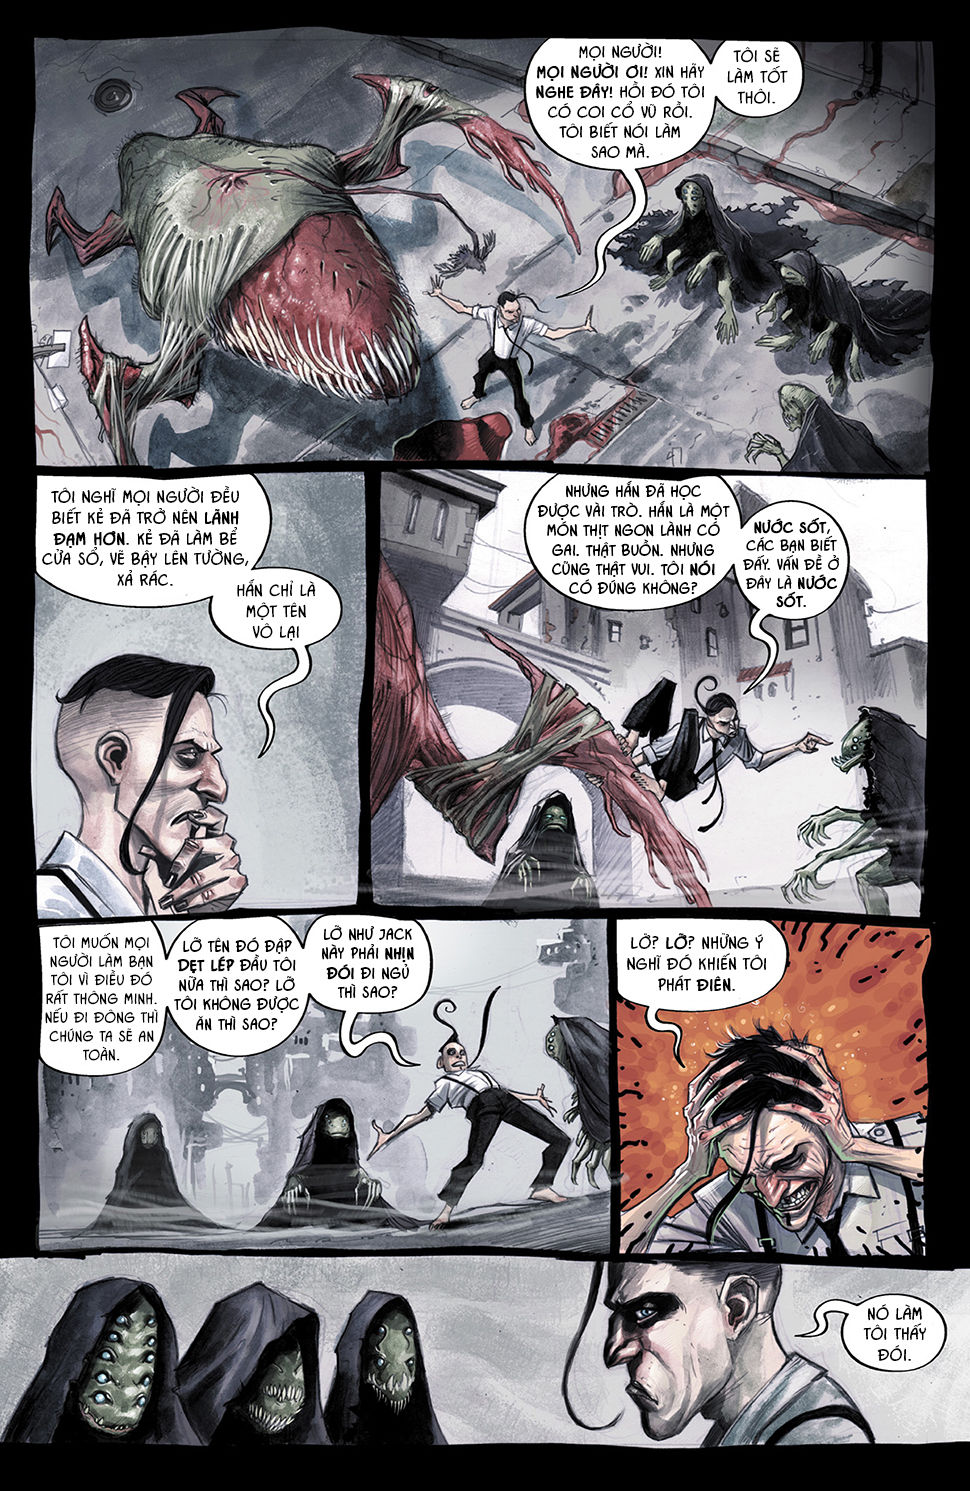 MỌI NGƯỜI!
MỌI NGƯỜI ƠI! XIN HÃY
NGHE ĐÂY! HỒI ĐÓ TÔI
CÓ COI CỔ VŨ RỒI.
TÔI BIẾT NÓI LÀM
SAO MÀ.
TÔI SẼ
LÀM TỐT
THÔI.
TÔI NGHĨ MỌI NGƯỜI ĐỀU
BIẾT KẺ ĐÃ TRỞ NÊN LÃNH
ĐẠM HƠN. KẺ ĐÃ LÀM BỂ
CỬA SỔ, VẼ BẬY LÊN TƯỜNG,
XẢ RÁC.
HẮN CHỈ LÀ
MỘT TÊN
VÔ LẠI
NHƯNG HẮN ĐÃ HỌC
ĐƯỢC VÀI TRÒ. HẮN LÀ MỘT
MÓN THỊT NGON LÀNH CÓ
GAI. THẬT BUỒN. NHƯNG
CŨNG THẬT VUI. TÔI NÓI
CÓ ĐÚNG KHÔNG?
NƯỚC SỐT,
CÁC BẠN BIẾT
ĐẤY. VẤN ĐỀ Ở
ĐÂY LÀ NƯỚC
SỐT.
TÔI MUỐN MỌI
NGƯỜI LÀM BẠN
TÔI VÌ ĐIỀU ĐÓ
RẤT THÔNG MINH.
NẾU ĐI ĐÔNG THÌ
CHÚNG TA SẼ AN
TOÀN.
LỠ TÊN ĐÓ ĐẬP
DẸT LÉP ĐẦU TÔI
NỮA THÌ SAO? LỠ
TÔI KHÔNG ĐƯỢC
ĂN THÌ SAO?
LỠ NHƯ JACK
NÀY PHẢI NHỊN
ĐÓI ĐI NGỦ
THÌ SAO?
LỠ? LỠ? NHỮNG Ý
NGHĨ ĐÓ KHIẾN TÔI
PHÁT ĐIÊN.
NÓ LÀM
TÔI THẤY
ĐÓI.